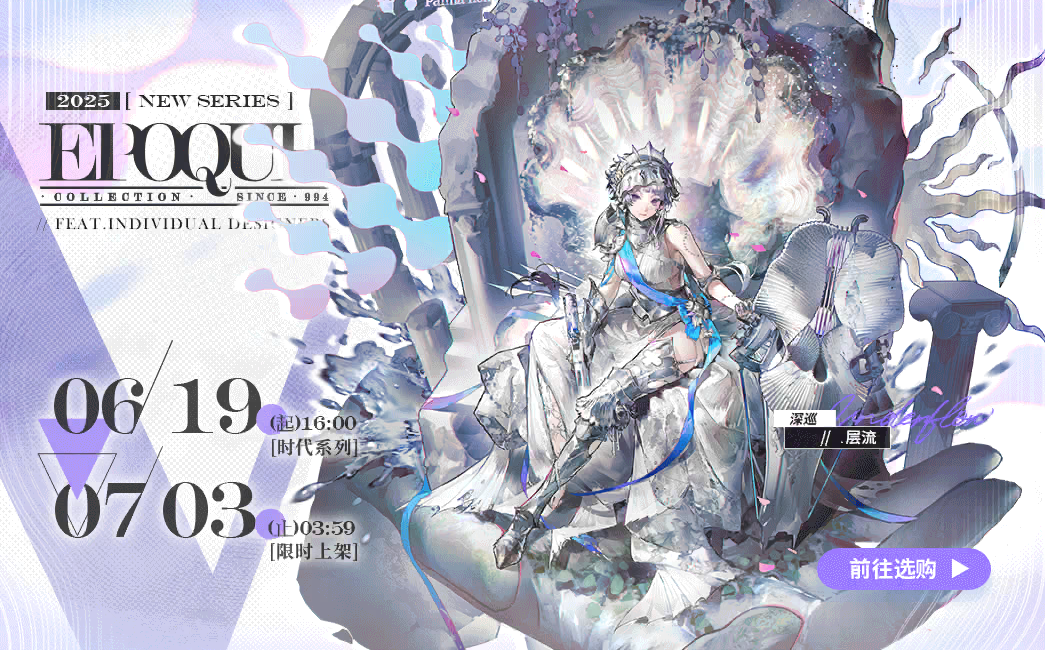 2025 [ NEW SERIES ]
EPOQUE
· COLLECTION · SINCE · 994
// FEAT.INDIVIDUAL DESIGNERS
06/19 (起)16:00
[时代系列]
07/03 (止)03:59
[限时上架]
深巡
// .层流
前往选购